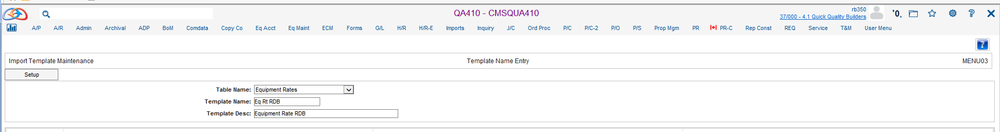 QA410 - CMSQUA410
rb350
37/000 - 4.1 Quick Quality Builders
A/P A/R Admin Archival ADP BoM Comdata Copy Co Eq Acct Eq Maint ECM Forms G/L H/R H/R-E Imports Inquiry J/C Ord Proc P/C P/C-2 P/O P/S Prop Mgm PR PR-C Rep Const REQ Service T&M User Menu
Import Template Maintenance Template Name Entry MENU03
Setup
Table Name: Equipment Rates
Template Name: Eq Rt RDB
Template Desc: Equipment Rate RDB